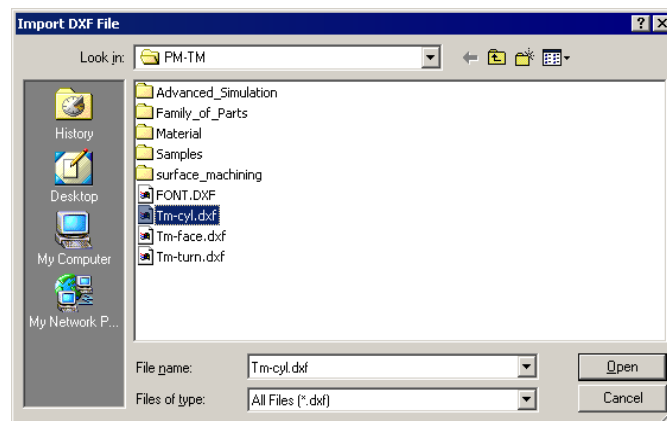 Import DXF File
Look in: PM-TM
History
Desktop
My Computer
My Network P...
Advanced_Simulation
Family_of_Parts
Material
Samples
surface_machining
FONT.DXF
Tm-cyl.dxf
Tm-face.dxf
Tm-turn.dxf
File name: Tm-cyl.dxf Open
Files of type: All Files (*.dxf) Cancel